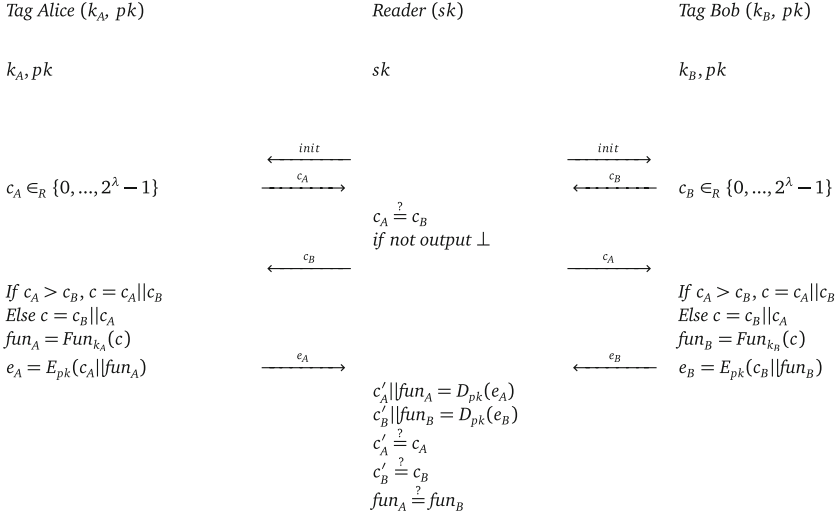 Tag Alice (k_A, pk) Reader (sk) Tag Bob (k_B, pk)
k_A, pk sk k_B, pk
init init
c_A ∈_R {0, ..., 2^λ − 1} c_A c_B c_B ∈_R {0, ..., 2^λ − 1}
c_A ?= c_B
if not output ⊥
c_B c_A
If c_A > c_B, c = c_A||c_B If c_A > c_B, c = c_A||c_B
Else c = c_B||c_A Else c = c_B||c_A
fun_A = Fun_{k_A}(c) fun_B = Fun_{k_B}(c)
e_A = E_pk(c_A||fun_A) e_A e_B e_B = E_pk(c_B||fun_B)
c′_A||fun_A = D_pk(e_A)
c′_B||fun_B = D_pk(e_B)
c′_A ?= c_A
c′_B ?= c_B
fun_A ?= fun_B